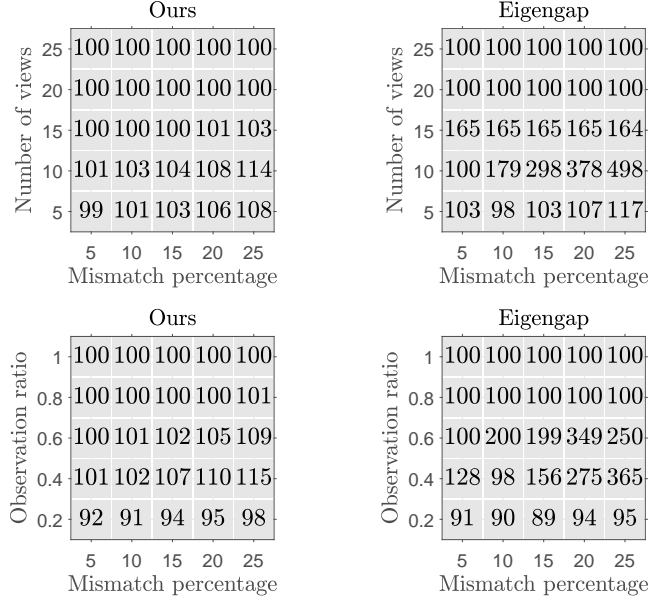 Ours
Number of views
25 100 100 100 100 100
20 100 100 100 100 100
15 100 100 100 101 103
10 101 103 104 108 114
5 99 101 103 106 108
5 10 15 20 25
Mismatch percentage
Eigengap
Number of views
25 100 100 100 100 100
20 100 100 100 100 100
15 165 165 165 165 164
10 100 179 298 378 498
5 103 98 103 107 117
5 10 15 20 25
Mismatch percentage
Ours
Observation ratio
1 100 100 100 100 100
0.8 100 100 100 100 101
0.6 100 101 102 105 109
0.4 101 102 107 110 115
0.2 92 91 94 95 98
5 10 15 20 25
Mismatch percentage
Eigengap
Observation ratio
1 100 100 100 100 100
0.8 100 100 100 100 100
0.6 100 200 199 349 250
0.4 128 98 156 275 365
0.2 91 90 89 94 95
5 10 15 20 25
Mismatch percentage